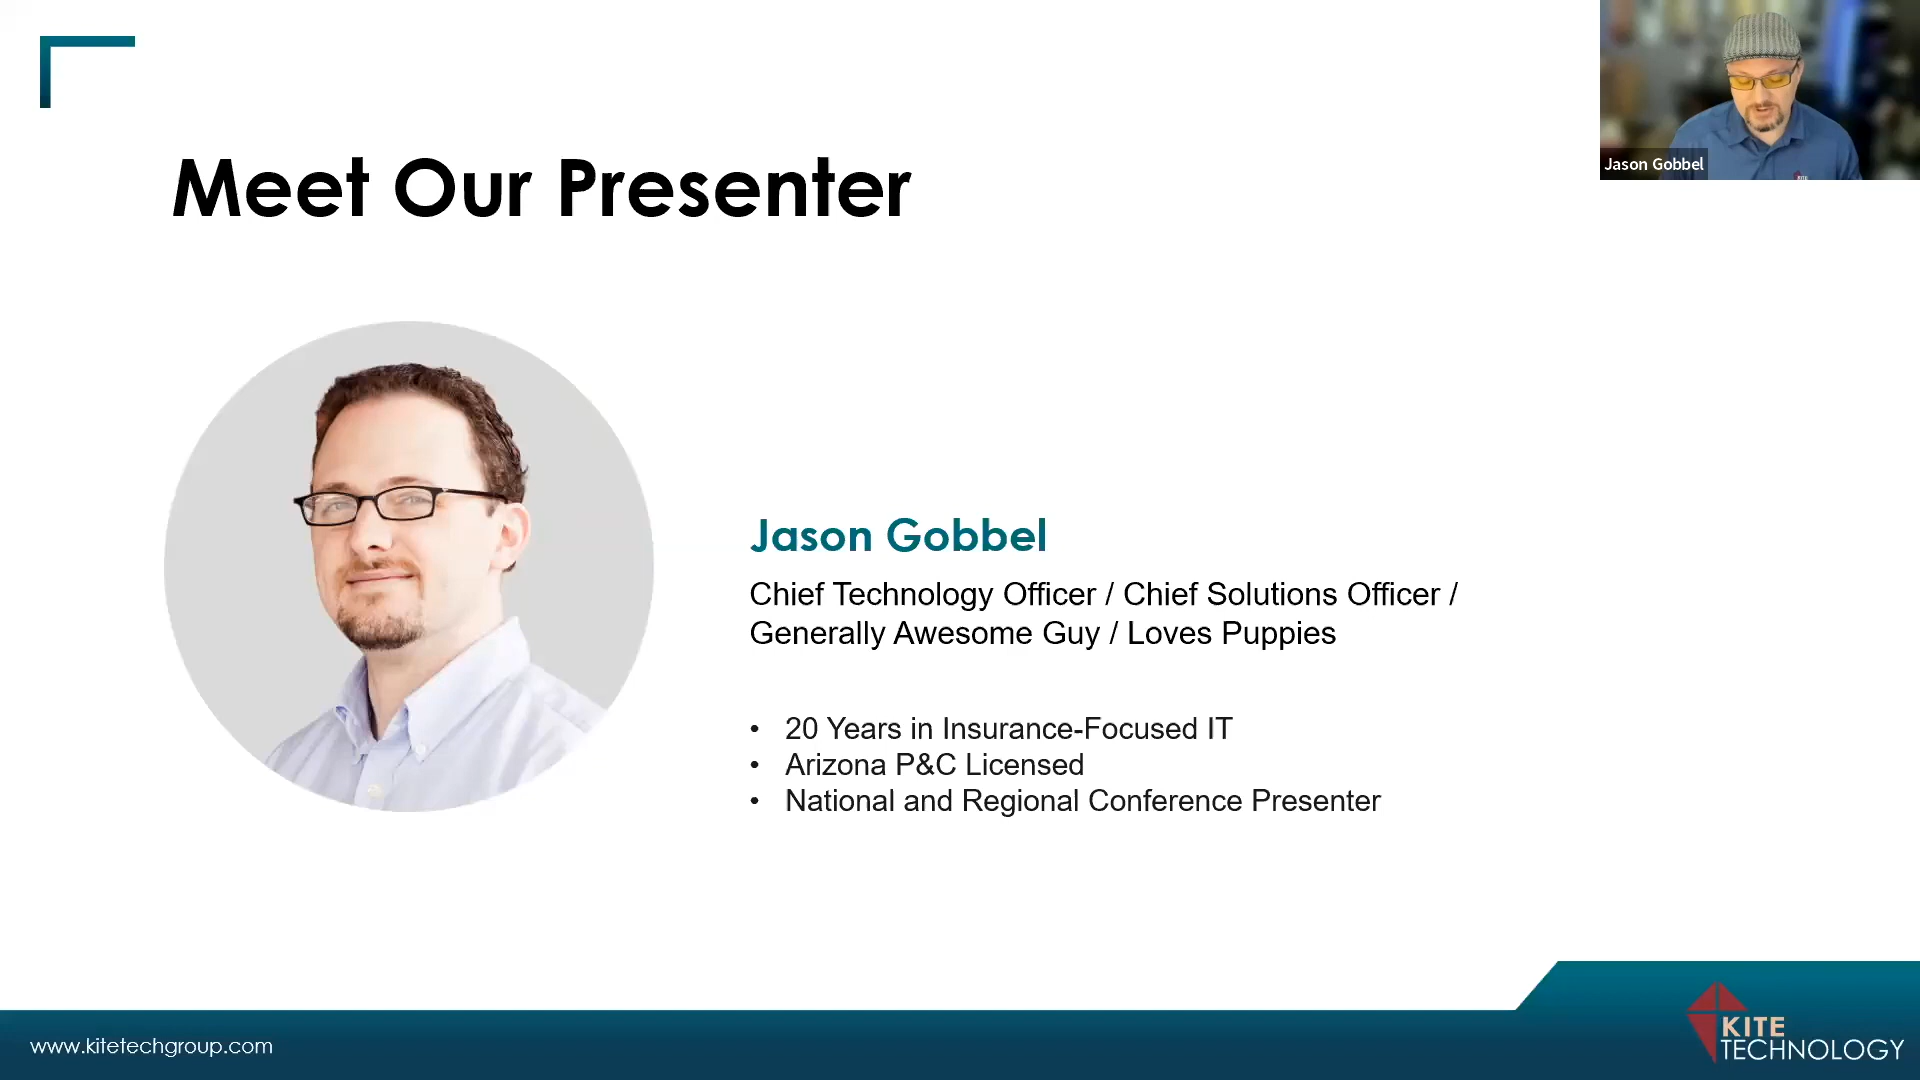 Jason Gobbel
Meet Our Presenter
Jason Gobbel
Chief Technology Officer / Chief Solutions Officer /
Generally Awesome Guy / Loves Puppies
• 20 Years in Insurance-Focused IT
• Arizona P&C Licensed
• National and Regional Conference Presenter
www.kitetechgroup.com
KITE
TECHNOLOGY